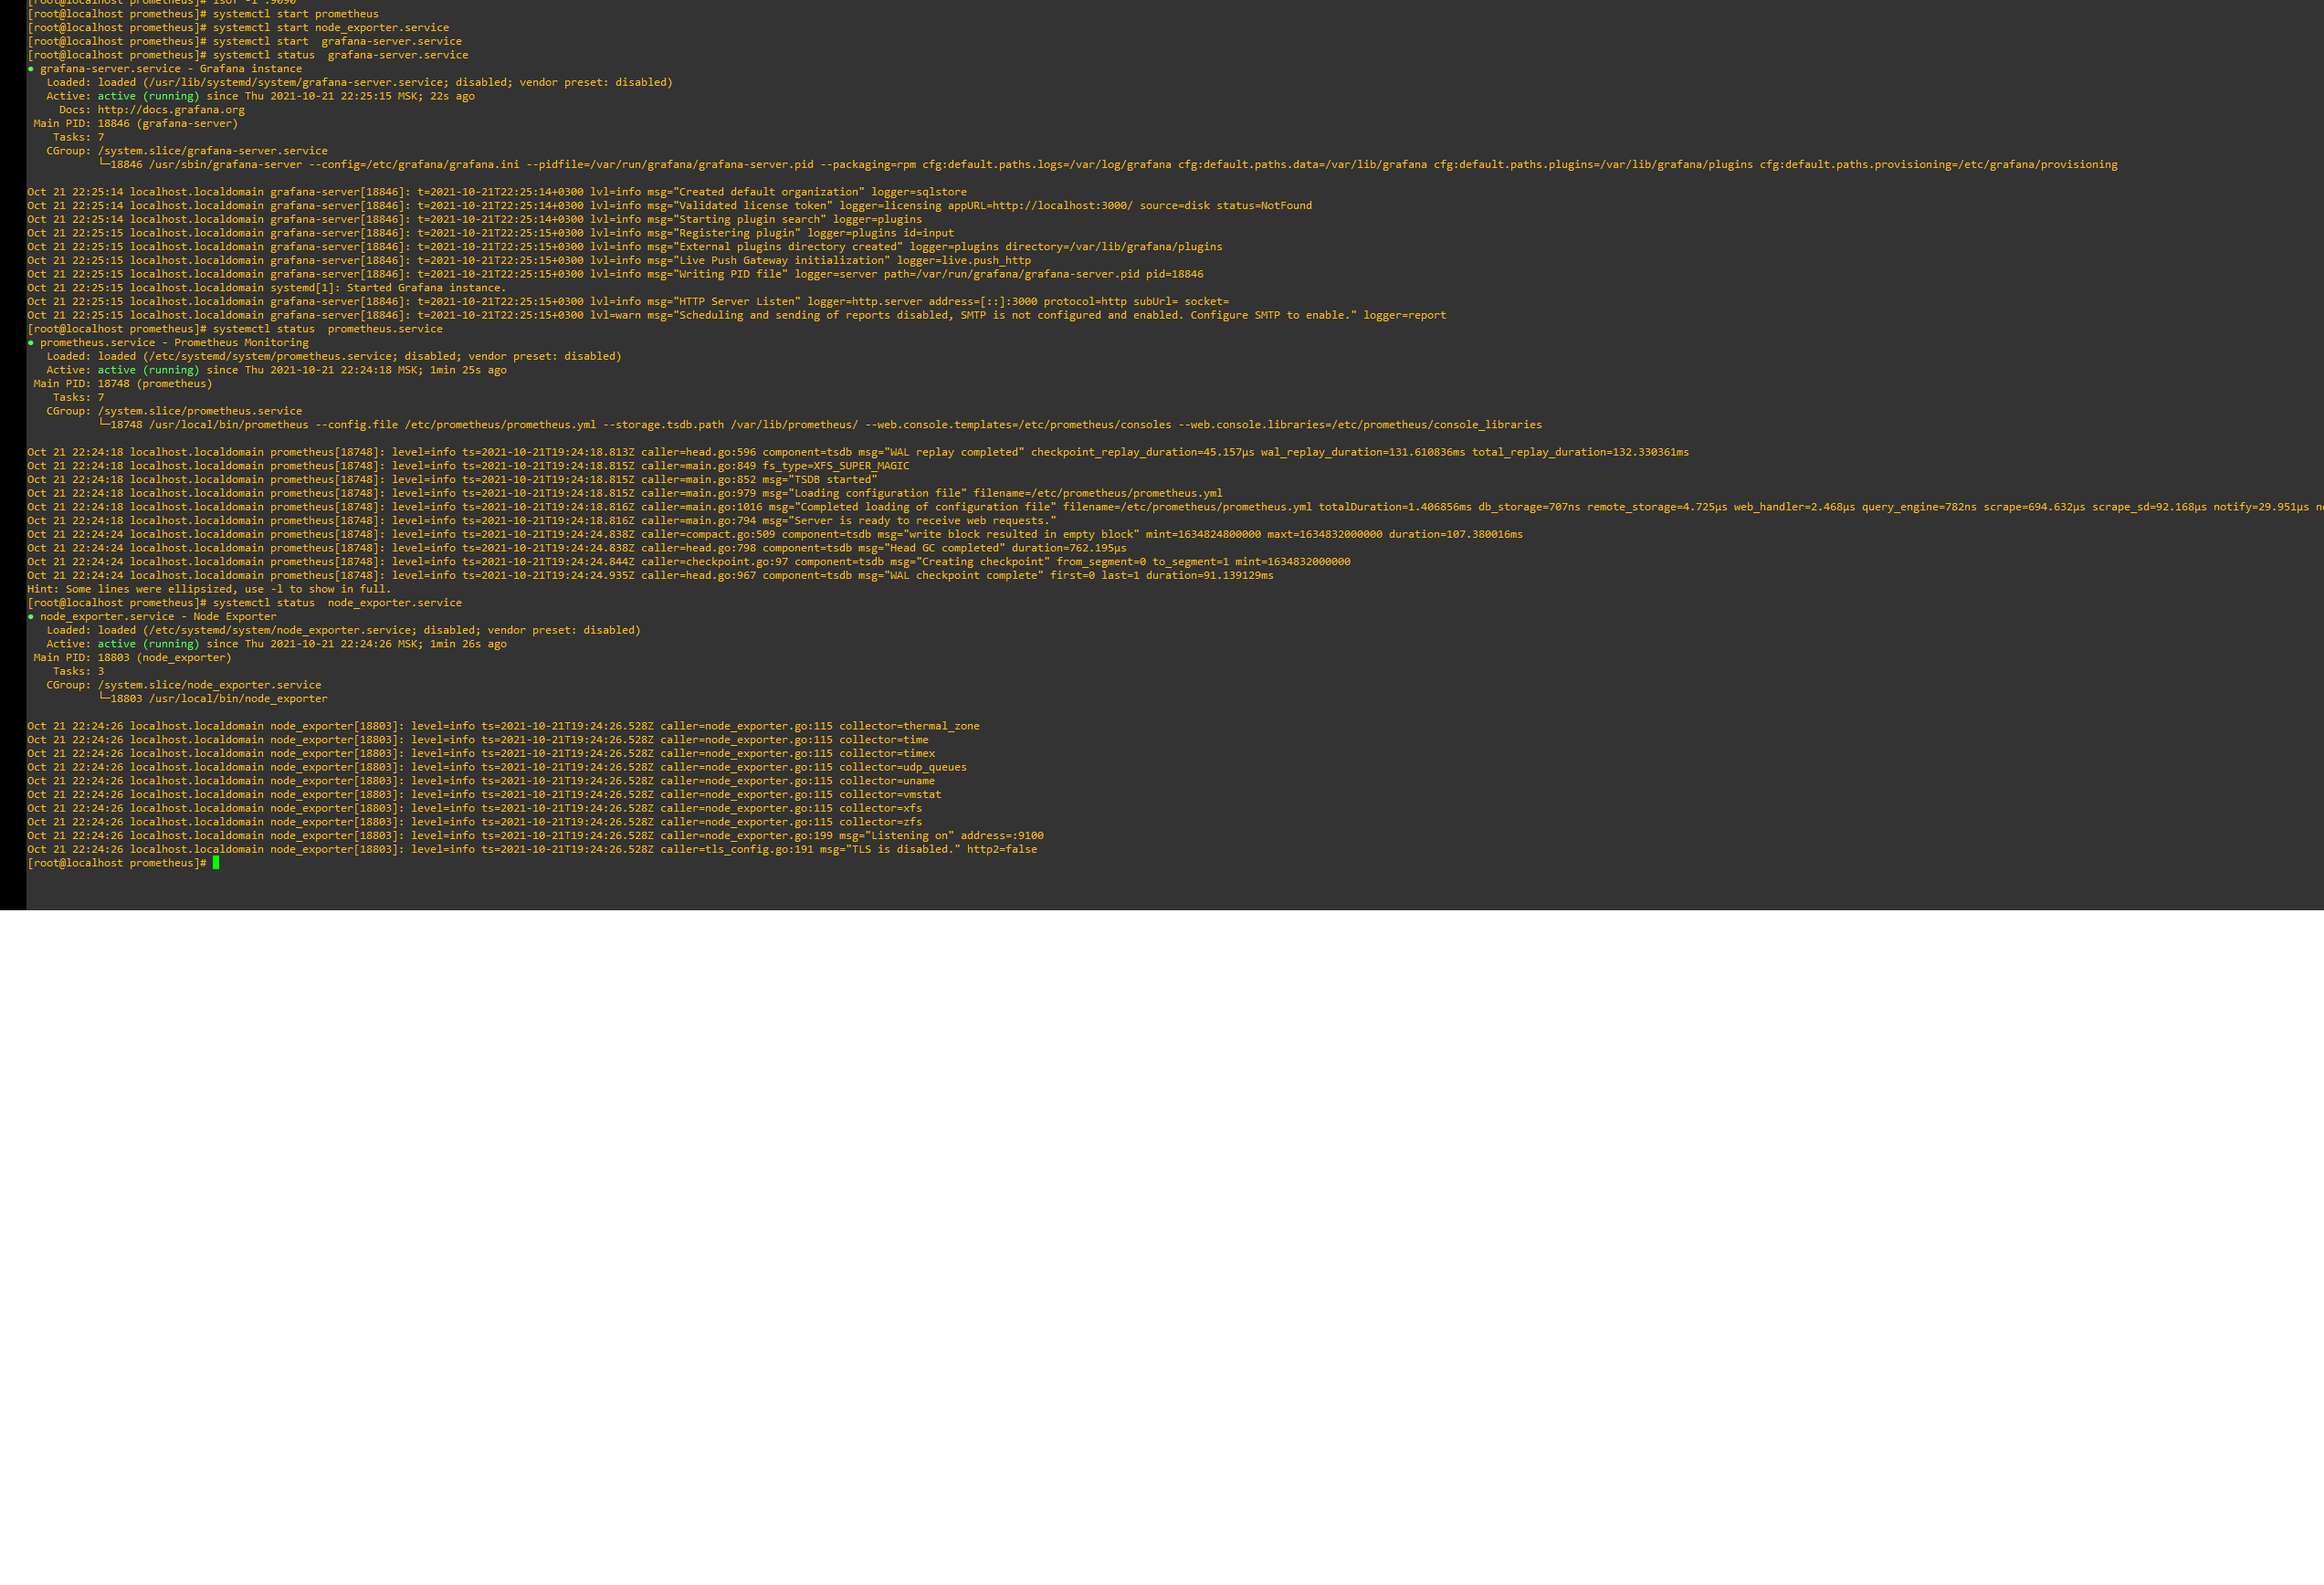 [root@localhost prometheus]# lsof -i :9090
[root@localhost prometheus]# systemctl start prometheus
[root@localhost prometheus]# systemctl start node_exporter.service
[root@localhost prometheus]# systemctl start  grafana-server.service
[root@localhost prometheus]# systemctl status  grafana-server.service
● grafana-server.service - Grafana instance
   Loaded: loaded (/usr/lib/systemd/system/grafana-server.service; disabled; vendor preset: disabled)
   Active: active (running) since Thu 2021-10-21 22:25:15 MSK; 22s ago
     Docs: http://docs.grafana.org
 Main PID: 18846 (grafana-server)
    Tasks: 7
   CGroup: /system.slice/grafana-server.service
           └─18846 /usr/sbin/grafana-server --config=/etc/grafana/grafana.ini --pidfile=/var/run/grafana/grafana-server.pid --packaging=rpm cfg:default.paths.logs=/var/log/grafana cfg:default.paths.data=/var/lib/grafana cfg:default.paths.plugins=/var/lib/grafana/plugins cfg:default.paths.provisioning=/etc/grafana/provisioning
Oct 21 22:25:14 localhost.localdomain grafana-server[18846]: t=2021-10-21T22:25:14+0300 lvl=info msg="Created default organization" logger=sqlstore
Oct 21 22:25:14 localhost.localdomain grafana-server[18846]: t=2021-10-21T22:25:14+0300 lvl=info msg="Validated license token" logger=licensing appURL=http://localhost:3000/ source=disk status=NotFound
Oct 21 22:25:14 localhost.localdomain grafana-server[18846]: t=2021-10-21T22:25:14+0300 lvl=info msg="Starting plugin search" logger=plugins
Oct 21 22:25:15 localhost.localdomain grafana-server[18846]: t=2021-10-21T22:25:15+0300 lvl=info msg="Registering plugin" logger=plugins id=input
Oct 21 22:25:15 localhost.localdomain grafana-server[18846]: t=2021-10-21T22:25:15+0300 lvl=info msg="External plugins directory created" logger=plugins directory=/var/lib/grafana/plugins
Oct 21 22:25:15 localhost.localdomain grafana-server[18846]: t=2021-10-21T22:25:15+0300 lvl=info msg="Live Push Gateway initialization" logger=live.push_http
Oct 21 22:25:15 localhost.localdomain grafana-server[18846]: t=2021-10-21T22:25:15+0300 lvl=info msg="Writing PID file" logger=server path=/var/run/grafana/grafana-server.pid pid=18846
Oct 21 22:25:15 localhost.localdomain systemd[1]: Started Grafana instance.
Oct 21 22:25:15 localhost.localdomain grafana-server[18846]: t=2021-10-21T22:25:15+0300 lvl=info msg="HTTP Server Listen" logger=http.server address=[::]:3000 protocol=http subUrl= socket=
Oct 21 22:25:15 localhost.localdomain grafana-server[18846]: t=2021-10-21T22:25:15+0300 lvl=warn msg="Scheduling and sending of reports disabled, SMTP is not configured and enabled. Configure SMTP to enable." logger=report
[root@localhost prometheus]# systemctl status  prometheus.service
● prometheus.service - Prometheus Monitoring
   Loaded: loaded (/etc/systemd/system/prometheus.service; disabled; vendor preset: disabled)
   Active: active (running) since Thu 2021-10-21 22:24:18 MSK; 1min 25s ago
 Main PID: 18748 (prometheus)
    Tasks: 7
   CGroup: /system.slice/prometheus.service
           └─18748 /usr/local/bin/prometheus --config.file /etc/prometheus/prometheus.yml --storage.tsdb.path /var/lib/prometheus/ --web.console.templates=/etc/prometheus/consoles --web.console.libraries=/etc/prometheus/console_libraries
Oct 21 22:24:18 localhost.localdomain prometheus[18748]: level=info ts=2021-10-21T19:24:18.813Z caller=head.go:596 component=tsdb msg="WAL replay completed" checkpoint_replay_duration=45.157µs wal_replay_duration=131.610836ms total_replay_duration=132.330361ms
Oct 21 22:24:18 localhost.localdomain prometheus[18748]: level=info ts=2021-10-21T19:24:18.815Z caller=main.go:849 fs_type=XFS_SUPER_MAGIC
Oct 21 22:24:18 localhost.localdomain prometheus[18748]: level=info ts=2021-10-21T19:24:18.815Z caller=main.go:852 msg="TSDB started"
Oct 21 22:24:18 localhost.localdomain prometheus[18748]: level=info ts=2021-10-21T19:24:18.815Z caller=main.go:979 msg="Loading configuration file" filename=/etc/prometheus/prometheus.yml
Oct 21 22:24:18 localhost.localdomain prometheus[18748]: level=info ts=2021-10-21T19:24:18.816Z caller=main.go:1016 msg="Completed loading of configuration file" filename=/etc/prometheus/prometheus.yml totalDuration=1.406856ms db_storage=707ns remote_storage=4.725µs web_handler=2.468µs query_engine=782ns scrape=694.632µs scrape_sd=92.168µs notify=29.951µs n
Oct 21 22:24:18 localhost.localdomain prometheus[18748]: level=info ts=2021-10-21T19:24:18.816Z caller=main.go:794 msg="Server is ready to receive web requests."
Oct 21 22:24:24 localhost.localdomain prometheus[18748]: level=info ts=2021-10-21T19:24:24.838Z caller=compact.go:509 component=tsdb msg="write block resulted in empty block" mint=1634824800000 maxt=1634832000000 duration=107.380016ms
Oct 21 22:24:24 localhost.localdomain prometheus[18748]: level=info ts=2021-10-21T19:24:24.838Z caller=head.go:798 component=tsdb msg="Head GC completed" duration=762.195µs
Oct 21 22:24:24 localhost.localdomain prometheus[18748]: level=info ts=2021-10-21T19:24:24.844Z caller=checkpoint.go:97 component=tsdb msg="Creating checkpoint" from_segment=0 to_segment=1 mint=1634832000000
Oct 21 22:24:24 localhost.localdomain prometheus[18748]: level=info ts=2021-10-21T19:24:24.935Z caller=head.go:967 component=tsdb msg="WAL checkpoint complete" first=0 last=1 duration=91.139129ms
Hint: Some lines were ellipsized, use -l to show in full.
[root@localhost prometheus]# systemctl status  node_exporter.service
● node_exporter.service - Node Exporter
   Loaded: loaded (/etc/systemd/system/node_exporter.service; disabled; vendor preset: disabled)
   Active: active (running) since Thu 2021-10-21 22:24:26 MSK; 1min 26s ago
 Main PID: 18803 (node_exporter)
    Tasks: 3
   CGroup: /system.slice/node_exporter.service
           └─18803 /usr/local/bin/node_exporter
Oct 21 22:24:26 localhost.localdomain node_exporter[18803]: level=info ts=2021-10-21T19:24:26.528Z caller=node_exporter.go:115 collector=thermal_zone
Oct 21 22:24:26 localhost.localdomain node_exporter[18803]: level=info ts=2021-10-21T19:24:26.528Z caller=node_exporter.go:115 collector=time
Oct 21 22:24:26 localhost.localdomain node_exporter[18803]: level=info ts=2021-10-21T19:24:26.528Z caller=node_exporter.go:115 collector=timex
Oct 21 22:24:26 localhost.localdomain node_exporter[18803]: level=info ts=2021-10-21T19:24:26.528Z caller=node_exporter.go:115 collector=udp_queues
Oct 21 22:24:26 localhost.localdomain node_exporter[18803]: level=info ts=2021-10-21T19:24:26.528Z caller=node_exporter.go:115 collector=uname
Oct 21 22:24:26 localhost.localdomain node_exporter[18803]: level=info ts=2021-10-21T19:24:26.528Z caller=node_exporter.go:115 collector=vmstat
Oct 21 22:24:26 localhost.localdomain node_exporter[18803]: level=info ts=2021-10-21T19:24:26.528Z caller=node_exporter.go:115 collector=xfs
Oct 21 22:24:26 localhost.localdomain node_exporter[18803]: level=info ts=2021-10-21T19:24:26.528Z caller=node_exporter.go:115 collector=zfs
Oct 21 22:24:26 localhost.localdomain node_exporter[18803]: level=info ts=2021-10-21T19:24:26.528Z caller=node_exporter.go:199 msg="Listening on" address=:9100
Oct 21 22:24:26 localhost.localdomain node_exporter[18803]: level=info ts=2021-10-21T19:24:26.528Z caller=tls_config.go:191 msg="TLS is disabled." http2=false
[root@localhost prometheus]#